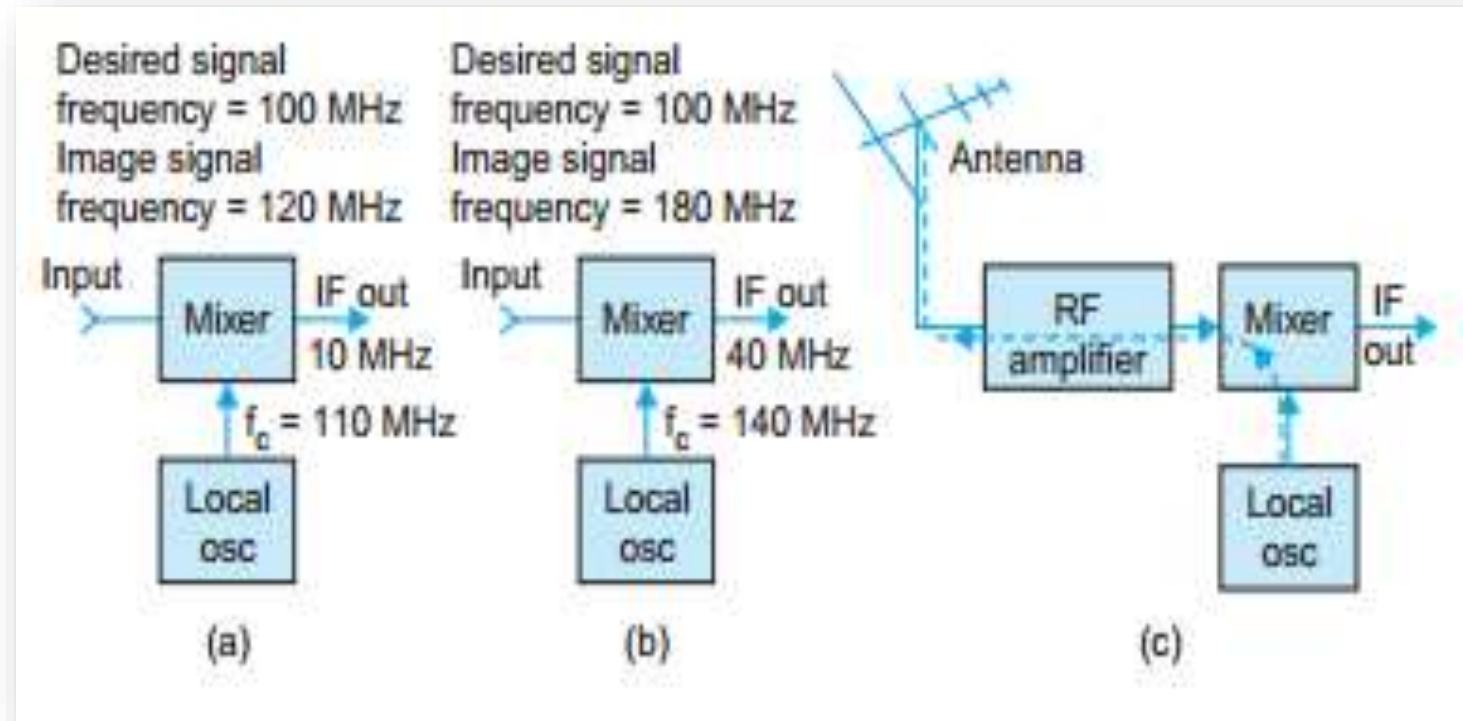 Desired signal
frequency = 100 MHz
Image signal
frequency = 120 MHz
Input
Mixer
IF out
10 MHz
fc = 110 MHz
Local
osc
(a)
Desired signal
frequency = 100 MHz
Image signal
frequency = 180 MHz
Input
Mixer
IF out
40 MHz
fc = 140 MHz
Local
osc
(b)
Antenna
RF
amplifier
Mixer
IF
out
Local
osc
(c)